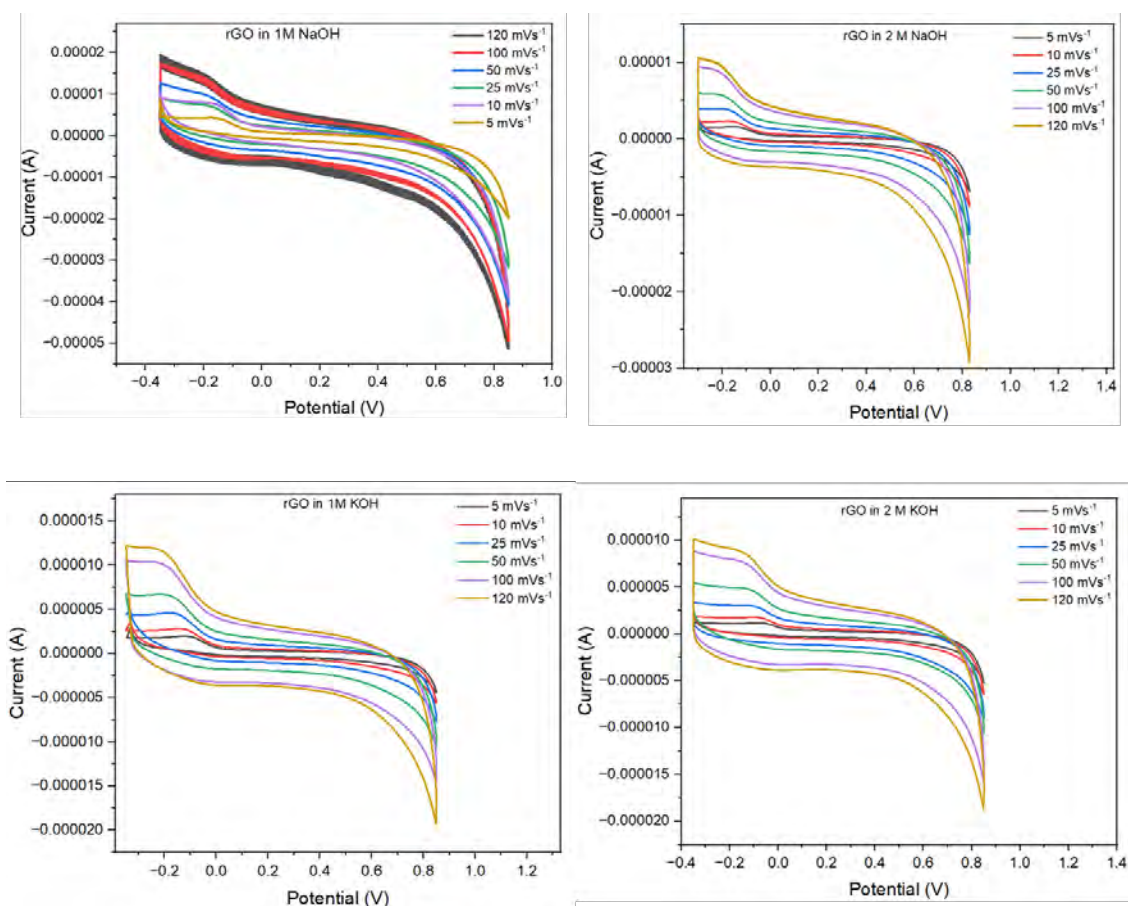 rGO in 1M NaOH
120 mVs-1
100 mVs-1
50 mVs-1
25 mVs-1
10 mVs-1
5 mVs-1
0.00002
0.00001
0.00000
−0.00001
−0.00002
−0.00003
−0.00004
−0.00005
Current (A)
−0.4 −0.2 0.0 0.2 0.4 0.6 0.8 1.0
Potential (V)
rGO in 2 M NaOH
5 mVs-1
10 mVs-1
25 mVs-1
50 mVs-1
100 mVs-1
120 mVs-1
0.00001
0.00000
−0.00001
−0.00002
−0.00003
Current (A)
−0.2 0.0 0.2 0.4 0.6 0.8 1.0 1.2 1.4
Potential (V)
rGO in 1M KOH
5 mVs-1
10 mVs-1
25 mVs-1
50 mVs-1
100 mVs-1
120 mVs-1
0.000015
0.000010
0.000005
0.000000
−0.000005
−0.000010
−0.000015
−0.000020
Current (A)
−0.2 0.0 0.2 0.4 0.6 0.8 1.0 1.2
Potential (V)
rGO in 2 M KOH
5 mVs-1
10 mVs-1
25 mVs-1
50 mVs-1
100 mVs-1
120 mVs-1
0.000010
0.000005
0.000000
−0.000005
−0.000010
−0.000015
−0.000020
Current (A)
−0.4 −0.2 0.0 0.2 0.4 0.6 0.8 1.0 1.2 1.4
Potential (V)